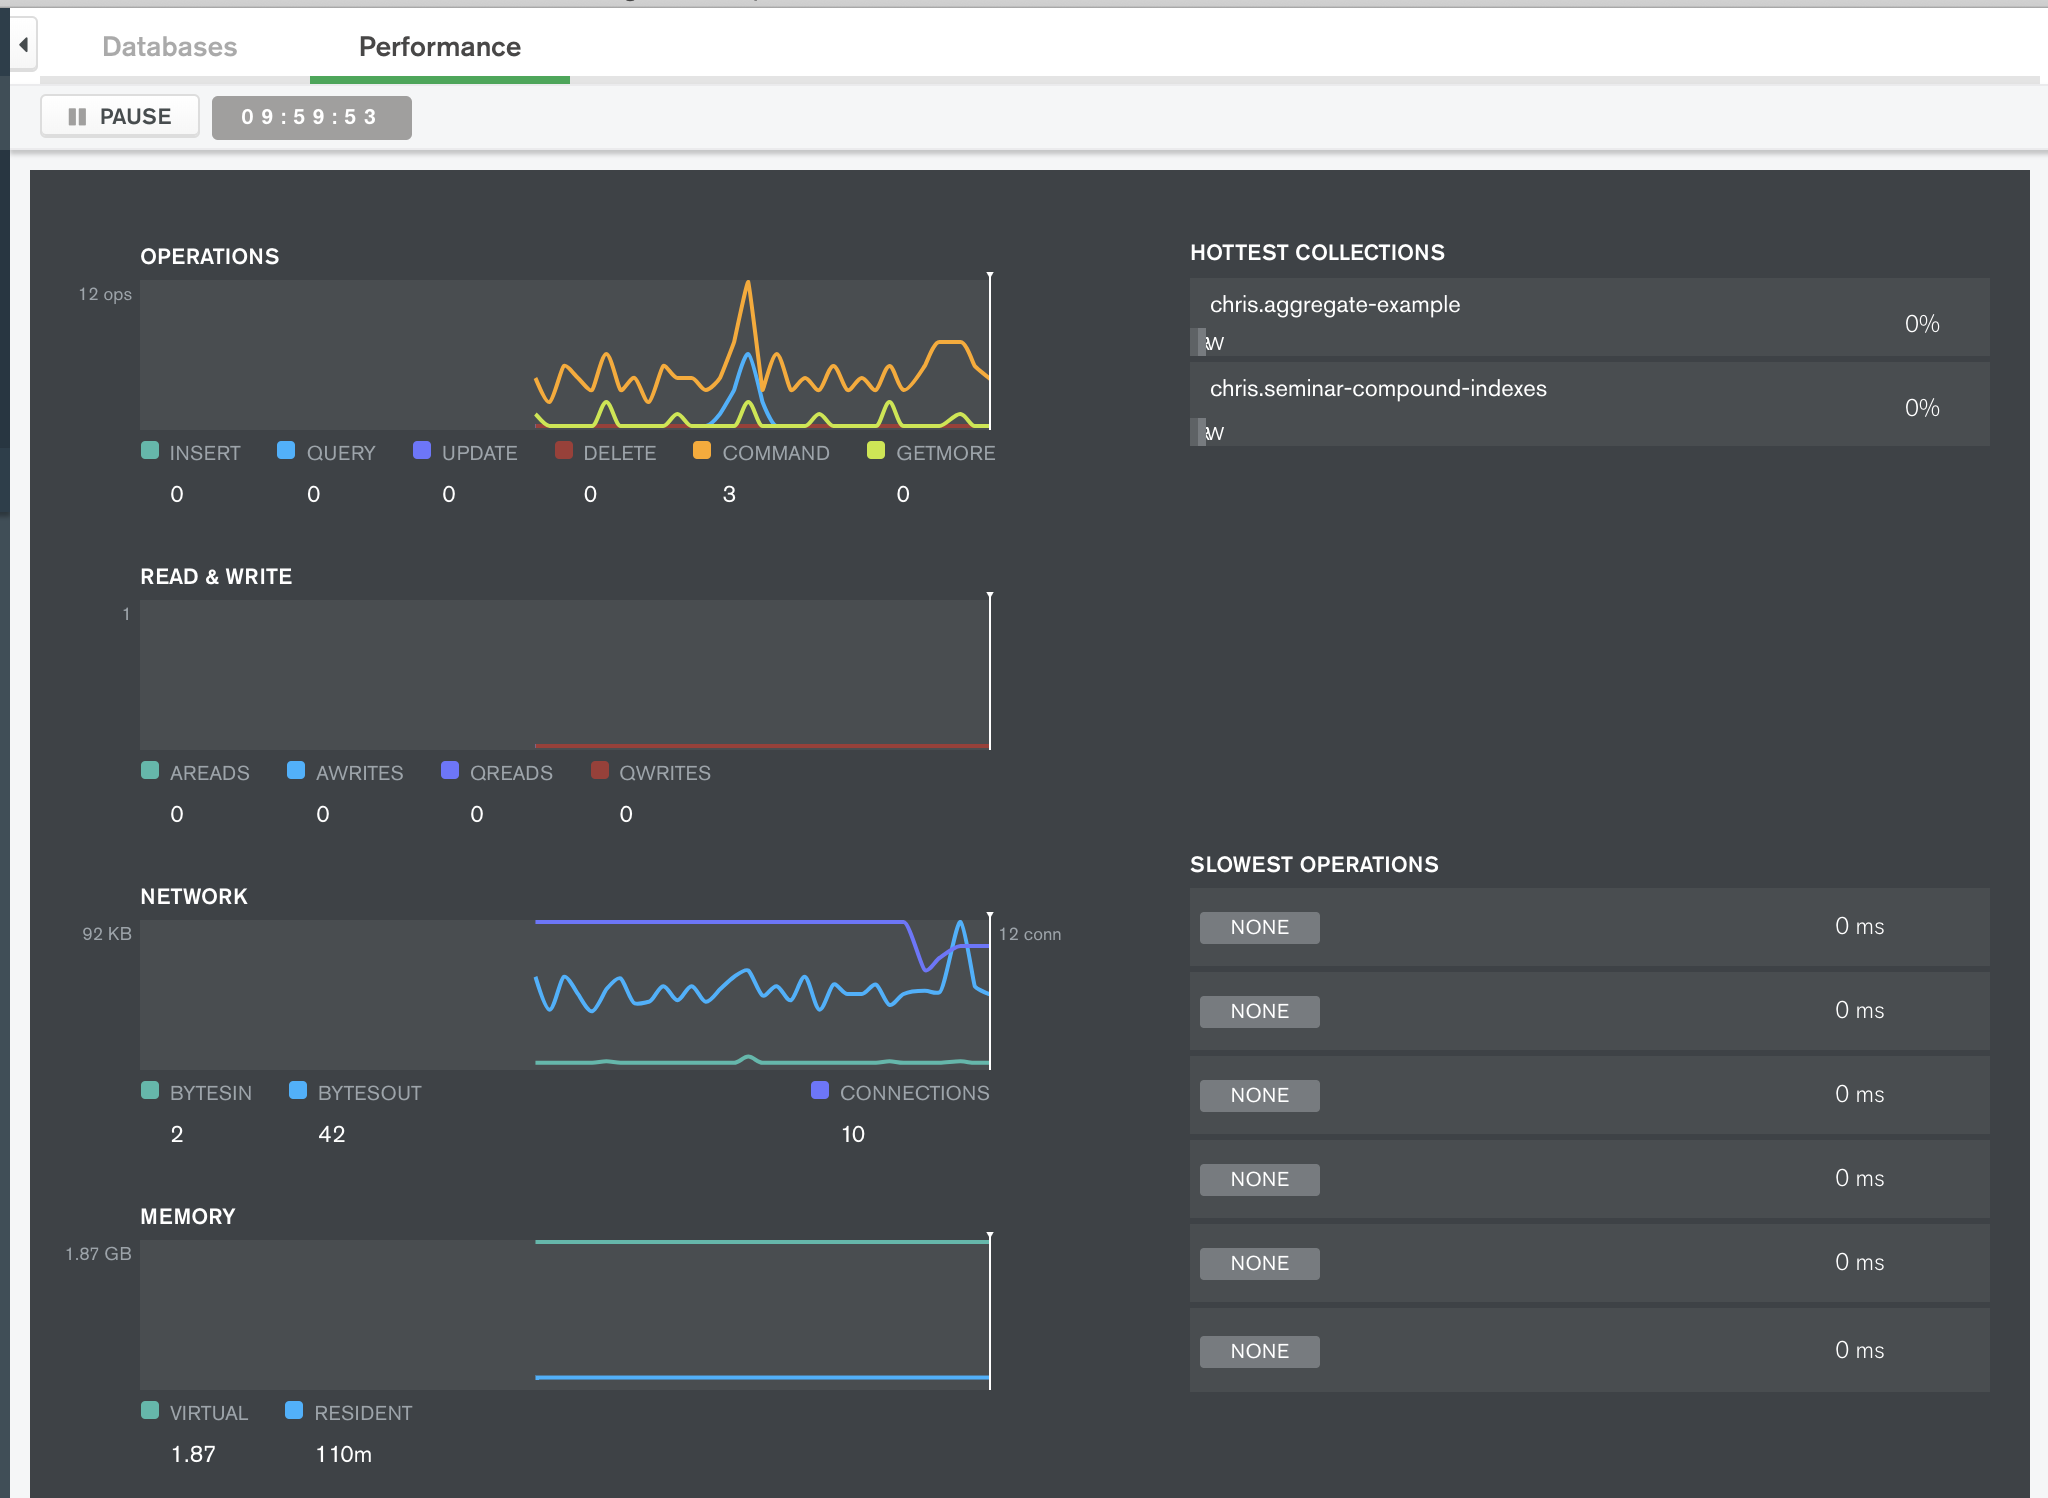 Databases Performance
PAUSE 09:59:53
OPERATIONS
12 ops
INSERT QUERY UPDATE DELETE COMMAND GETMORE
0 0 0 0 3 0
READ & WRITE
1
AREADS AWRITES QREADS QWRITES
0 0 0 0
NETWORK
92 KB
12 conn
BYTESIN BYTESOUT CONNECTIONS
2 42 10
MEMORY
1.87 GB
VIRTUAL RESIDENT
1.87 110m
HOTTEST COLLECTIONS
chris.aggregate-example
0%
W
chris.seminar-compound-indexes
0%
W
SLOWEST OPERATIONS
NONE 0 ms
NONE 0 ms
NONE 0 ms
NONE 0 ms
NONE 0 ms
NONE 0 ms